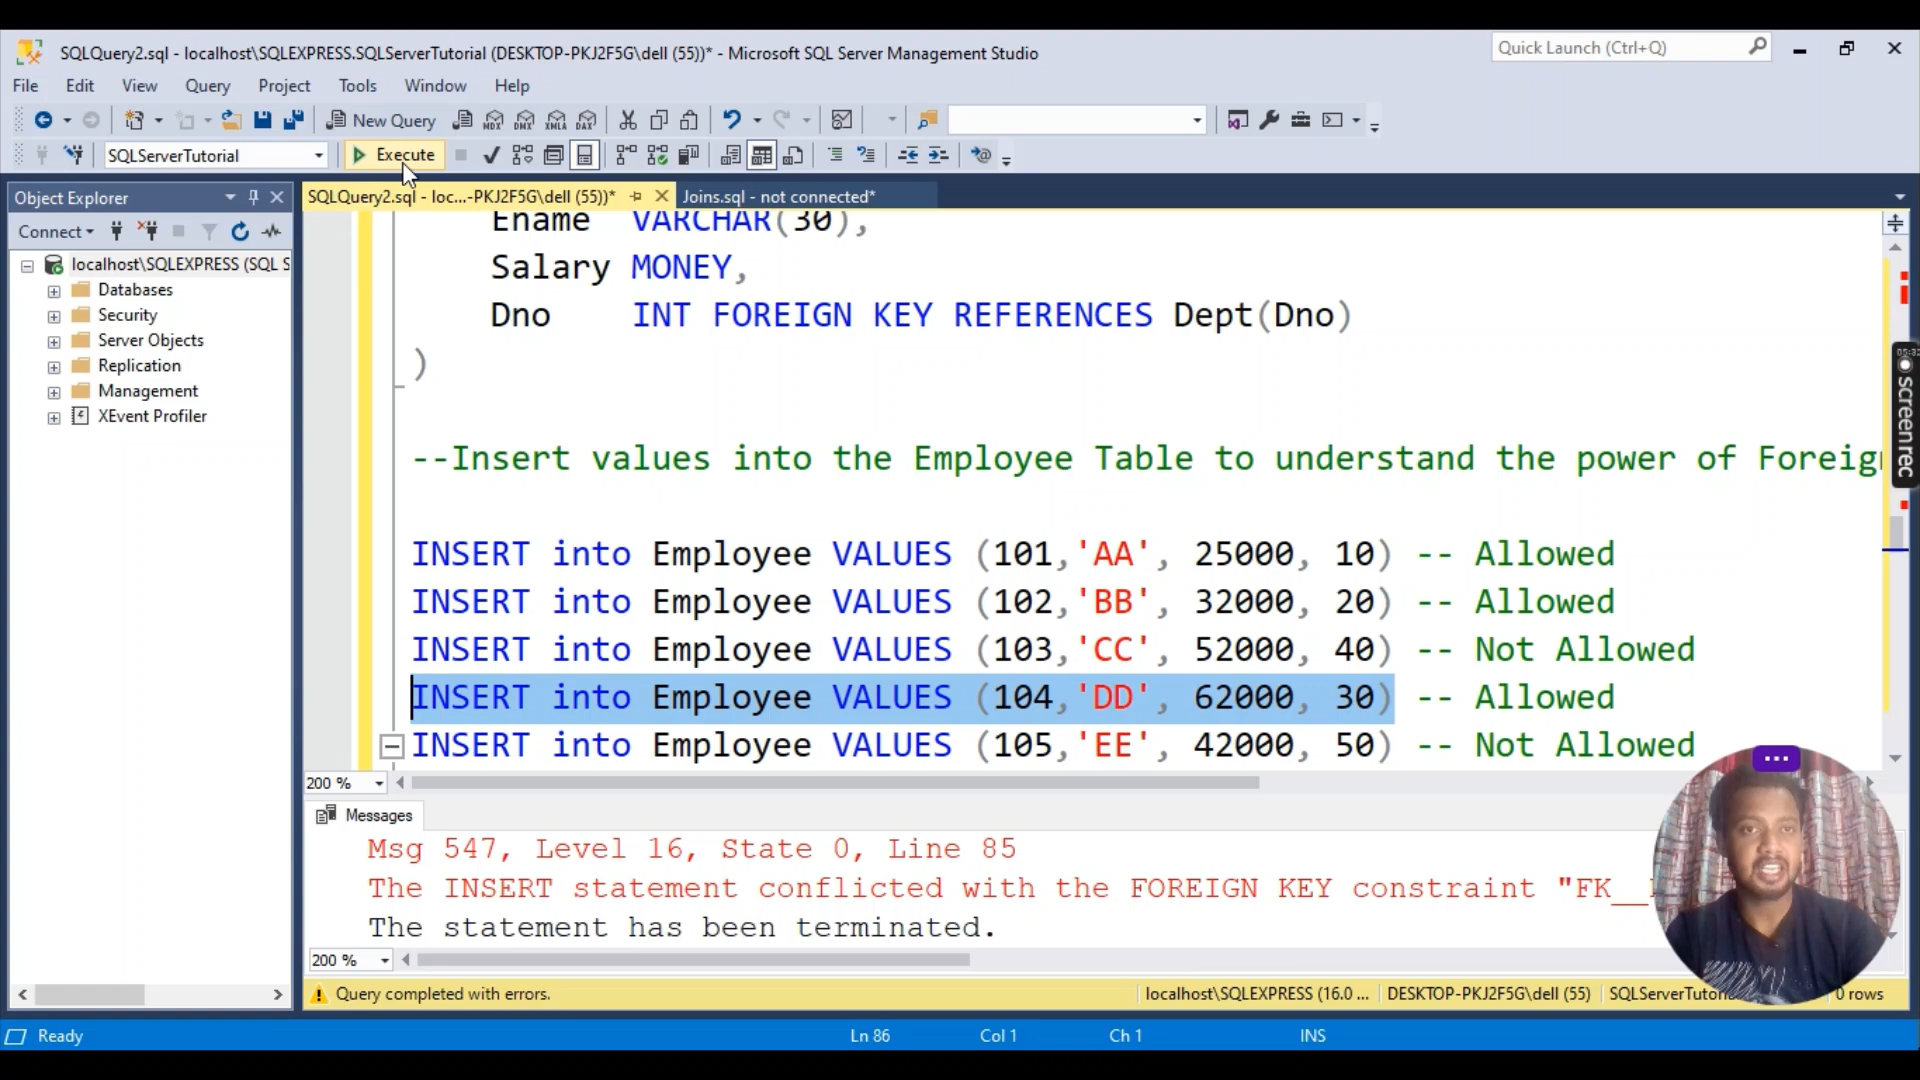 SQLQuery2.sql - localhost\SQLEXPRESS.SQLServerTutorial (DESKTOP-PKJ2F5G\dell (55))* - Microsoft SQL Server Management Studio
Quick Launch (Ctrl+Q)
File Edit View Query Project Tools Window Help
New Query MDX DMX XMLA DAX
SQLServerTutorial Execute
Object Explorer
SQLQuery2.sql - loc...-PKJ2F5G\dell (55))* Joins.sql - not connected*
Connect
localhost\SQLEXPRESS (SQL S
Databases
Security
Server Objects
Replication
Management
XEvent Profiler
Ename VARCHAR(30),
Salary MONEY,
Dno INT FOREIGN KEY REFERENCES Dept(Dno)
)
--Insert values into the Employee Table to understand the power of Foreig
INSERT into Employee VALUES (101,'AA', 25000, 10) -- Allowed
INSERT into Employee VALUES (102,'BB', 32000, 20) -- Allowed
INSERT into Employee VALUES (103,'CC', 52000, 40) -- Not Allowed
INSERT into Employee VALUES (104,'DD', 62000, 30) -- Allowed
INSERT into Employee VALUES (105,'EE', 42000, 50) -- Not Allowed
200 %
Messages
Msg 547, Level 16, State 0, Line 85
The INSERT statement conflicted with the FOREIGN KEY constraint "FK__
The statement has been terminated.
200 %
Query completed with errors.
localhost\SQLEXPRESS (16.0 ... DESKTOP-PKJ2F5G\dell (55) SQLServerTutor 0 rows
Ready Ln 86 Col 1 Ch 1 INS
screenrec